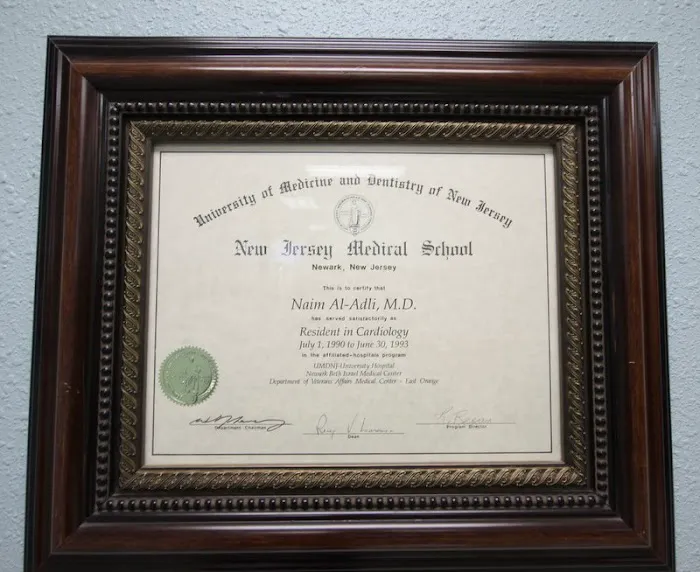 University of Medicine and Dentistry of New Jersey
New Jersey Medical School
Newark, New Jersey
This is to certify that
Naim Al-Adli, M.D.
has served satisfactorily as
Resident in Cardiology
July 1, 1990 to June 30, 1993
in the affiliated-hospitals program
UMDNJ-University Hospital
Newark Beth Israel Medical Center
Department of Veterans Affairs Medical Center - East Orange
Department Chairman
Dean
Program Director